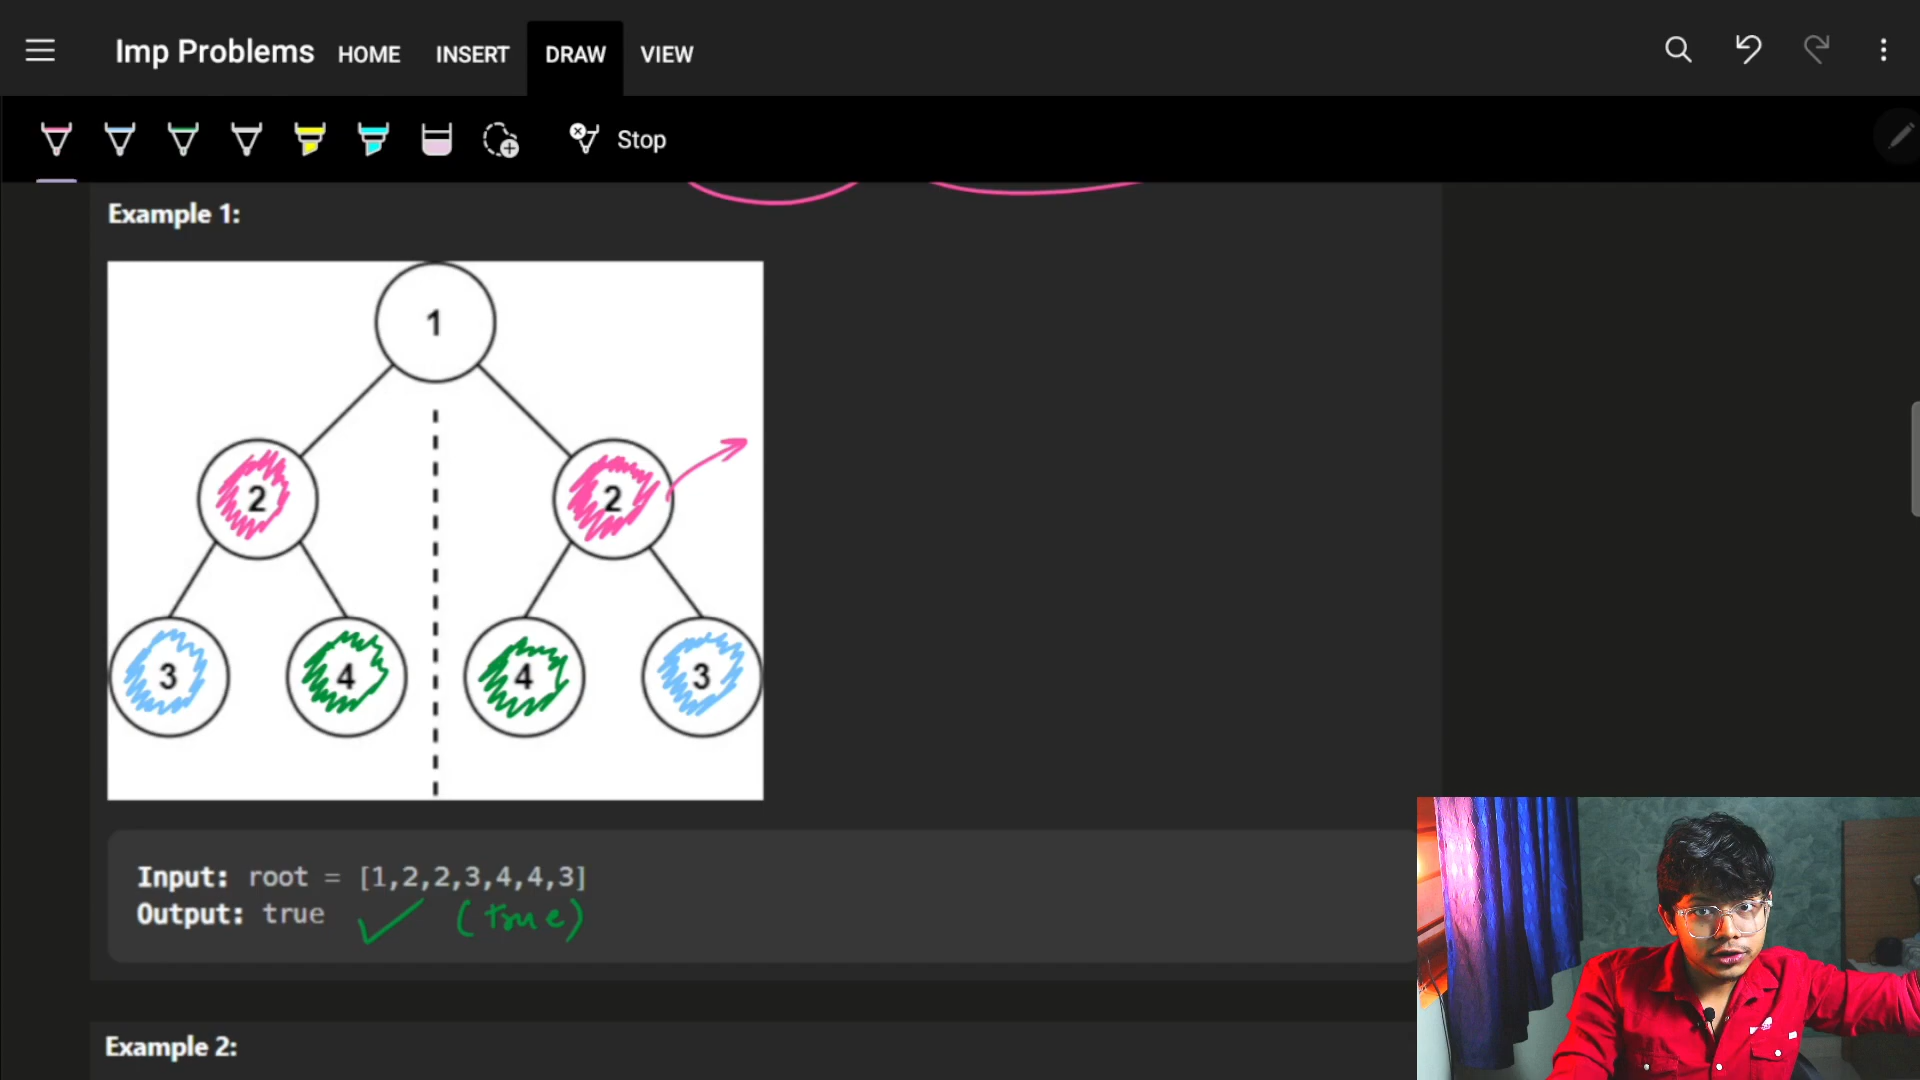 Imp Problems HOME INSERT DRAW VIEW
Stop
Example 1:
1
2 2
3 4 4 3
Input: root = [1,2,2,3,4,4,3]
Output: true (true)
Example 2: